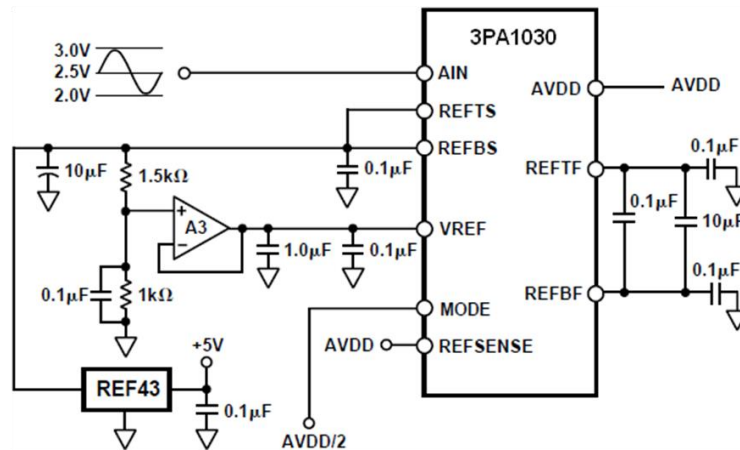 3PA1030
3.0V
2.5V
2.0V
AIN
AVDD
AVDD
REFTS
REFBS
10μF
1.5kΩ
0.1μF
REFTF
0.1μF
0.1μF
10μF
+
A3
−
VREF
1.0μF
0.1μF
0.1μF
0.1μF
1kΩ
REFBF
MODE
+5V
AVDD
REFSENSE
REF43
0.1μF
AVDD/2